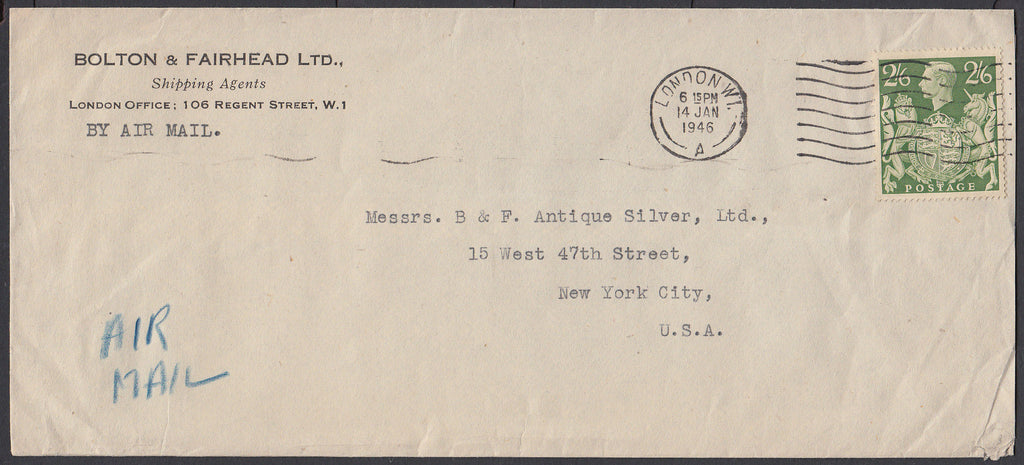 BOLTON & FAIRHEAD LTD.,
Shipping Agents
LONDON OFFICE: 106 REGENT STREET, W.1
BY AIR MAIL.
LONDON.W.1.
6 15PM
14 JAN
1946
A
2/6 2/6
POSTAGE
Messrs. B & F. Antique Silver, Ltd.,
15 West 47th Street,
New York City,
U.S.A.
AIR
MAIL